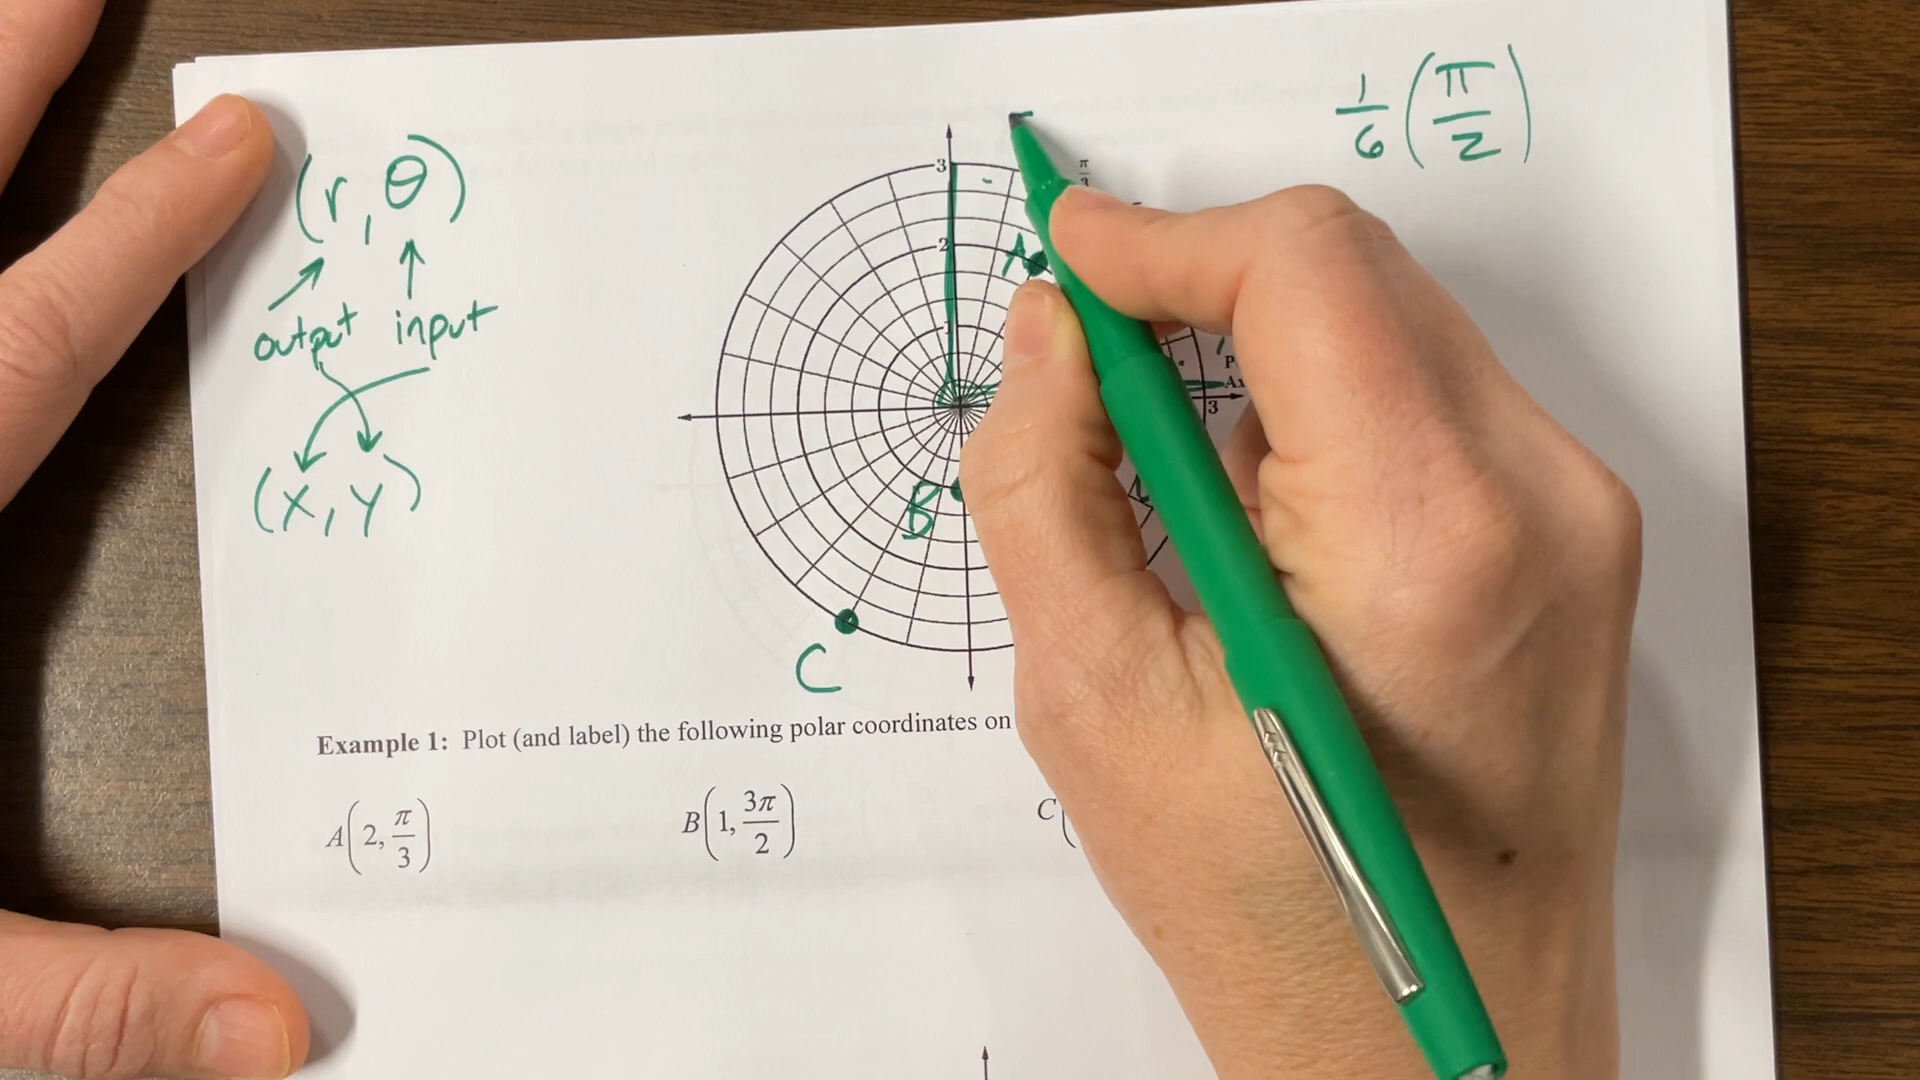 1/6 (π/2)
(r, θ)
output input
(x, y)
3
π/3
2
A
1
3
B
C
Example 1: Plot (and label) the following polar coordinates on
A(2, π/3) B(1, 3π/2) C(